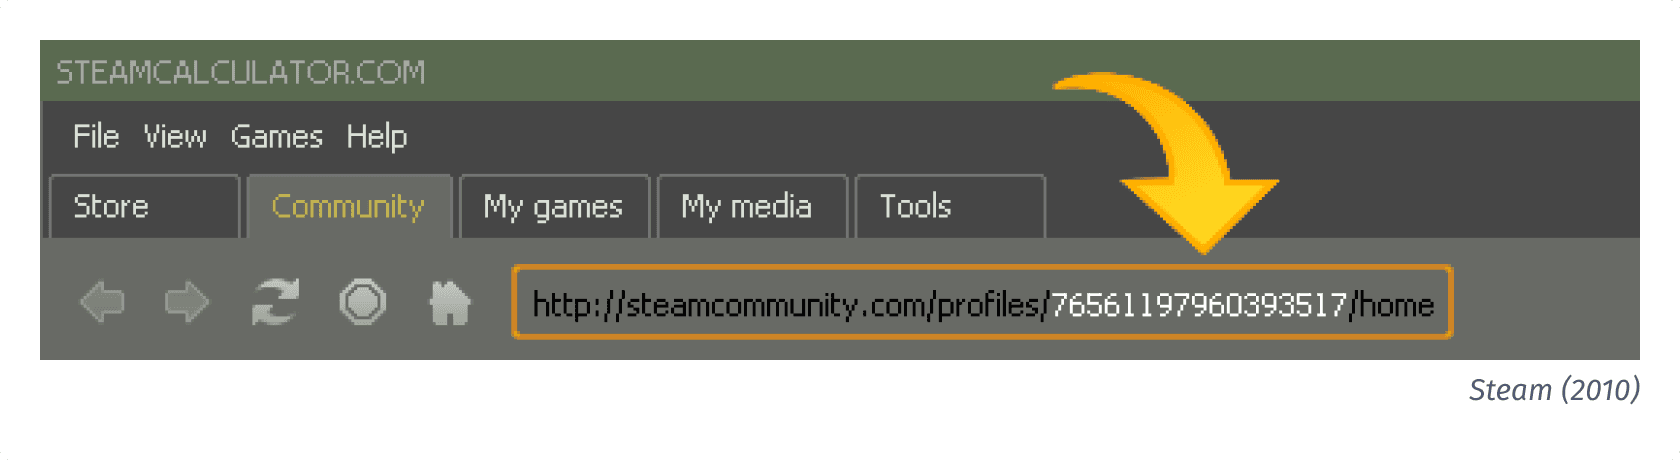 STEAMCALCULATOR.COM
File View Games Help
Store Community My games My media Tools
http://steamcommunity.com/profiles/76561197960393517/home
Steam (2010)